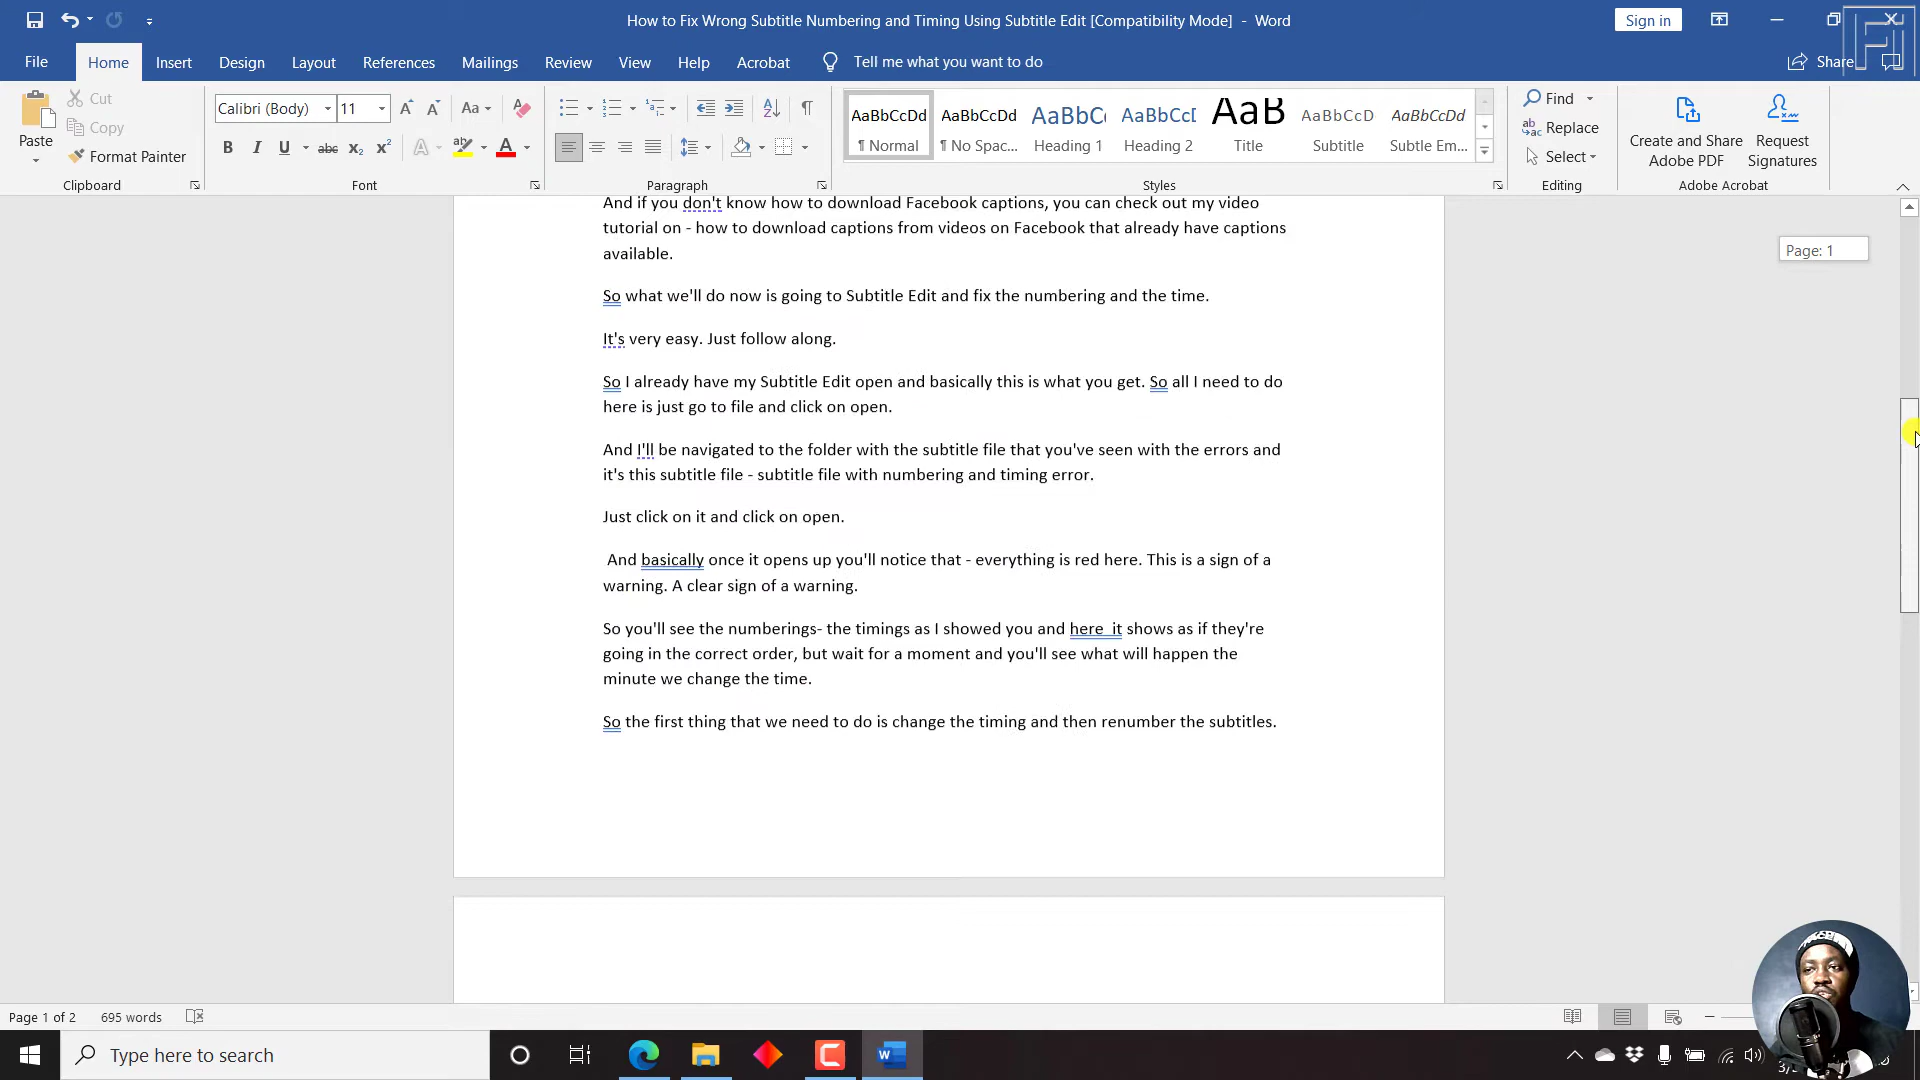 How to Fix Wrong Subtitle Numbering and Timing Using Subtitle Edit [Compatibility Mode] - Word
Sign in
File Home Insert Design Layout References Mailings Review View Help Acrobat Tell me what you want to do
Share
Paste
Cut
Copy
Format Painter
Clipboard
Calibri (Body) 11
Font
Paragraph
AaBbCcDd
¶ Normal
AaBbCcDd
¶ No Spac...
AaBbC(
Heading 1
AaBbCcI
Heading 2
AaB
Title
AaBbCcD
Subtitle
AaBbCcDd
Subtle Em...
Styles
Find
Replace
Select
Editing
Create and Share
Adobe PDF
Request
Signatures
Adobe Acrobat
And if you don't know how to download Facebook captions, you can check out my video
tutorial on - how to download captions from videos on Facebook that already have captions
available.
Page: 1
So what we'll do now is going to Subtitle Edit and fix the numbering and the time.
It's very easy. Just follow along.
So I already have my Subtitle Edit open and basically this is what you get. So all I need to do
here is just go to file and click on open.
And I'll be navigated to the folder with the subtitle file that you've seen with the errors and
it's this subtitle file - subtitle file with numbering and timing error.
Just click on it and click on open.
And basically once it opens up you'll notice that - everything is red here. This is a sign of a
warning. A clear sign of a warning.
So you'll see the numberings- the timings as I showed you and here  it shows as if they're
going in the correct order, but wait for a moment and you'll see what will happen the
minute we change the time.
So the first thing that we need to do is change the timing and then renumber the subtitles.
Page 1 of 2 695 words
Type here to search